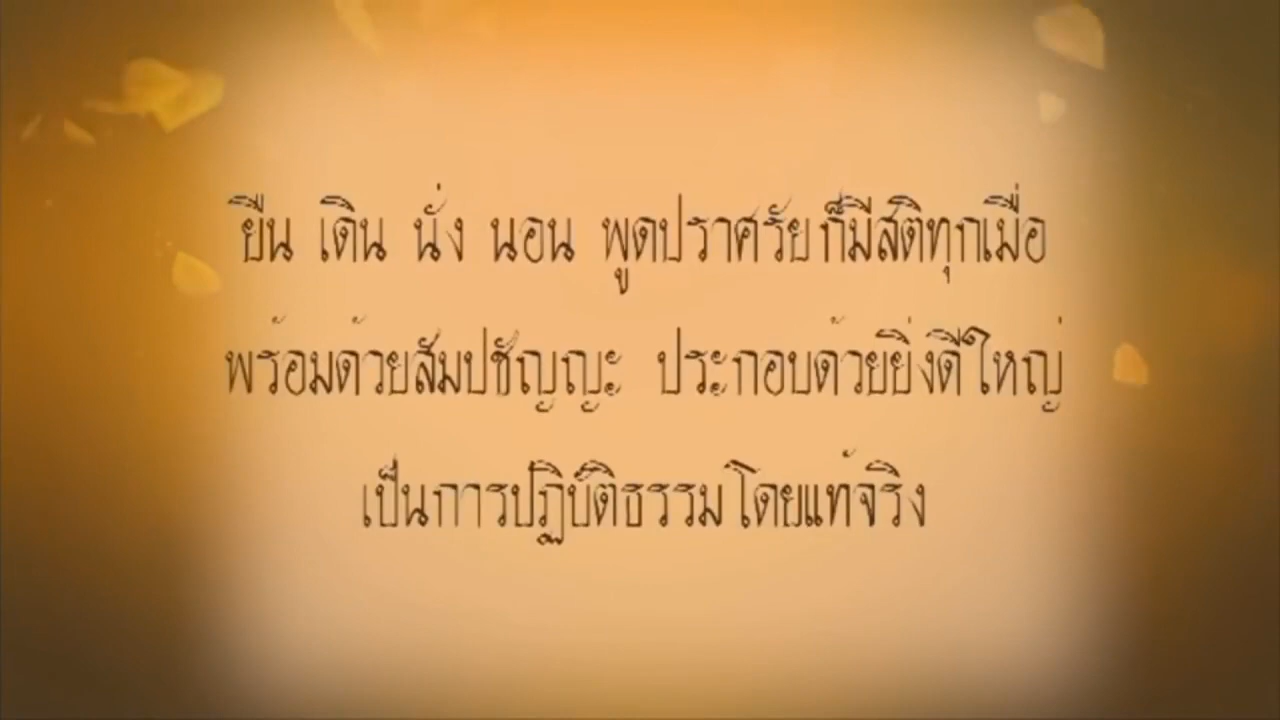 ยืน เดิน นั่ง นอน พูดปราศรัยก็มีสติทุกเมื่อ
พร้อมด้วยสัมปชัญญะ ประกอบด้วยยิ่งดีใหญ่
เป็นการปฏิบัติธรรมโดยแท้จริง